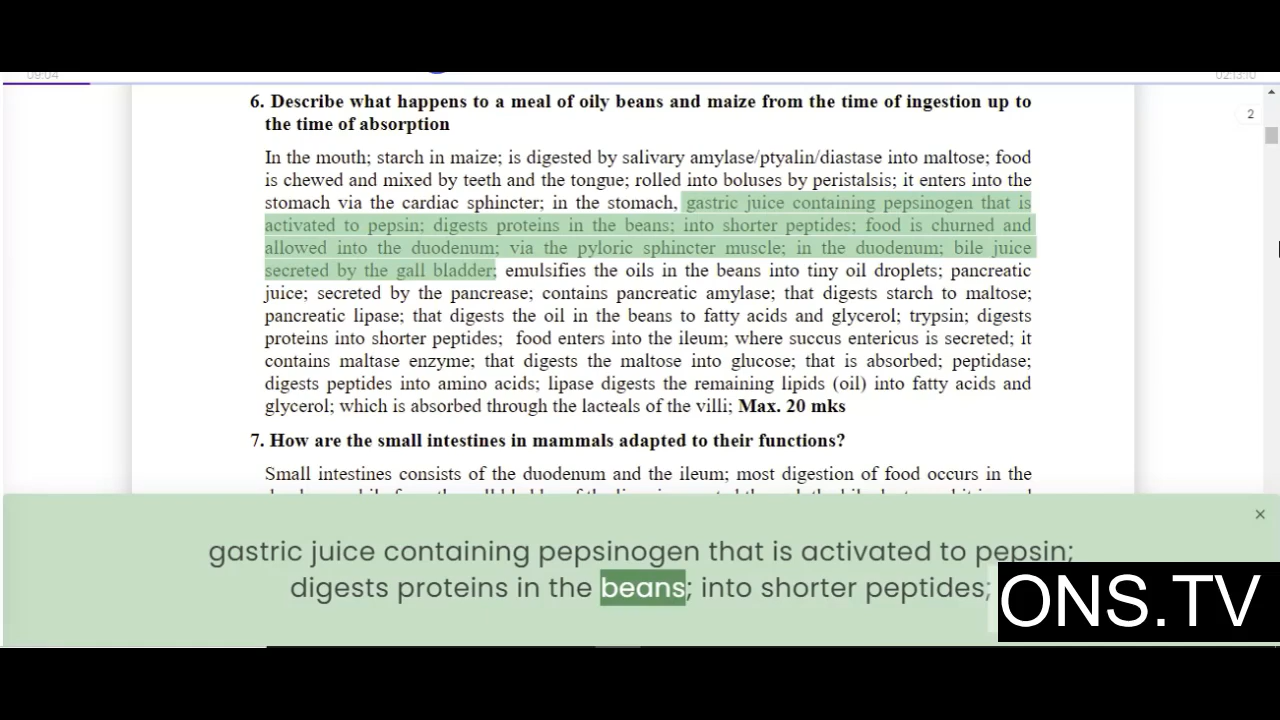 09:04
02:13:10
2
6. Describe what happens to a meal of oily beans and maize from the time of ingestion up to
the time of absorption
In the mouth; starch in maize; is digested by salivary amylase/ptyalin/diastase into maltose; food
is chewed and mixed by teeth and the tongue; rolled into boluses by peristalsis; it enters into the
stomach via the cardiac sphincter; in the stomach, gastric juice containing pepsinogen that is
activated to pepsin; digests proteins in the beans; into shorter peptides; food is churned and
allowed into the duodenum; via the pyloric sphincter muscle; in the duodenum; bile juice
secreted by the gall bladder; emulsifies the oils in the beans into tiny oil droplets; pancreatic
juice; secreted by the pancrease; contains pancreatic amylase; that digests starch to maltose;
pancreatic lipase; that digests the oil in the beans to fatty acids and glycerol; trypsin; digests
proteins into shorter peptides; food enters into the ileum; where succus entericus is secreted; it
contains maltase enzyme; that digests the maltose into glucose; that is absorbed; peptidase;
digests peptides into amino acids; lipase digests the remaining lipids (oil) into fatty acids and
glycerol; which is absorbed through the lacteals of the villi; Max. 20 mks
7. How are the small intestines in mammals adapted to their functions?
Small intestines consists of the duodenum and the ileum; most digestion of food occurs in the
×
gastric juice containing pepsinogen that is activated to pepsin;
digests proteins in the beans; into shorter peptides;
ONS.TV